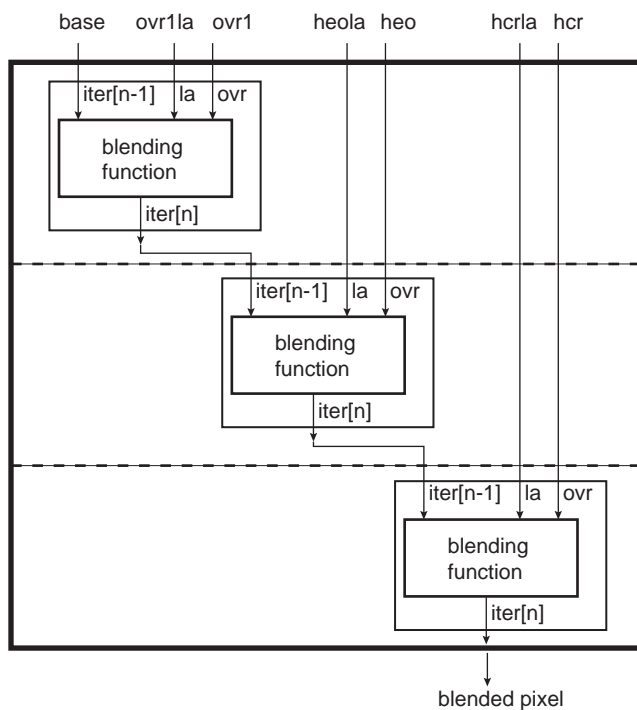 base ovr1la ovr1 heola heo hcrla hcr
iter[n-1] la ovr
blending
function
iter[n]
iter[n-1] la ovr
blending
function
iter[n]
iter[n-1] la ovr
blending
function
iter[n]
blended pixel